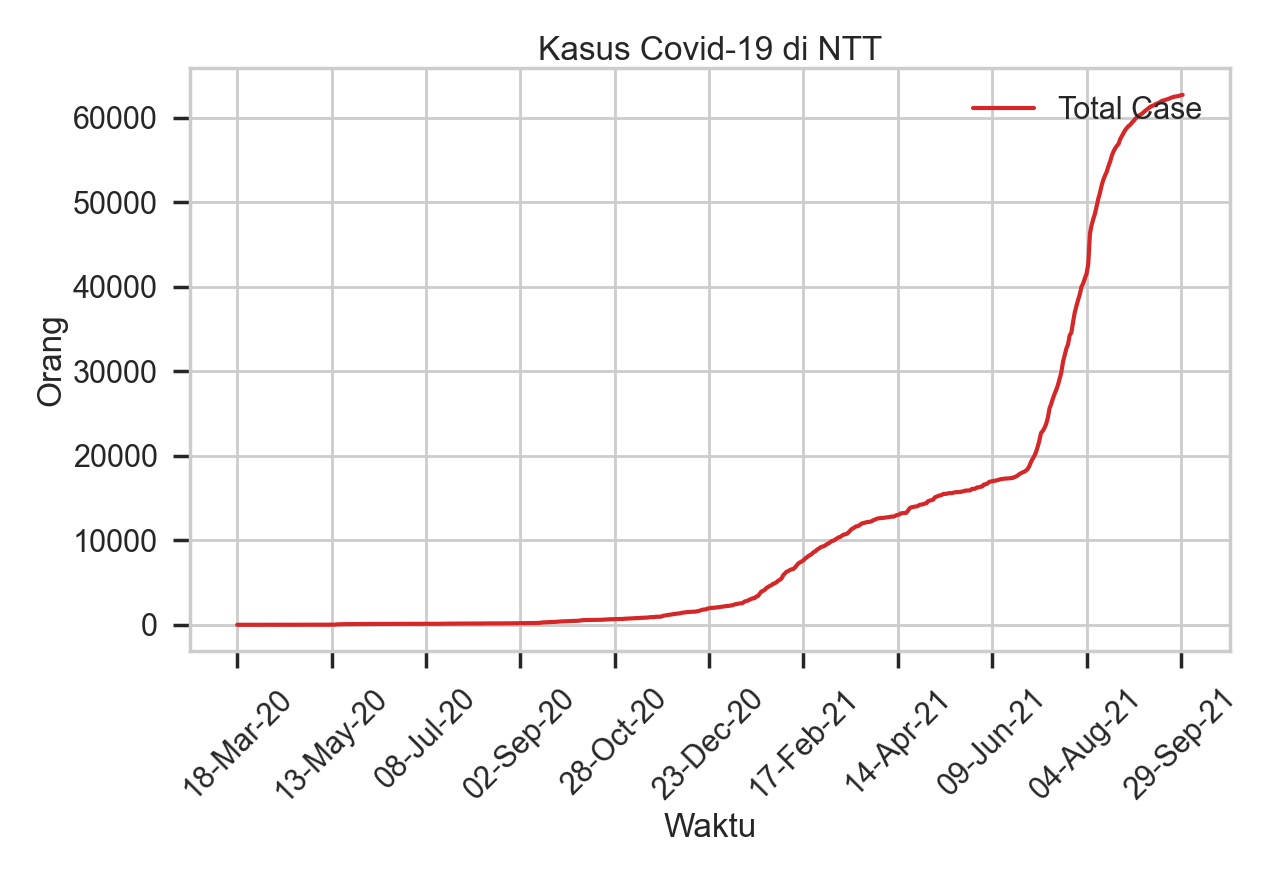 Kasus Covid-19 di NTT
Total Case
60000
50000
40000
30000
20000
10000
0
Orang
18-Mar-20
13-May-20
08-Jul-20
02-Sep-20
28-Oct-20
23-Dec-20
17-Feb-21
14-Apr-21
09-Jun-21
04-Aug-21
29-Sep-21
Waktu